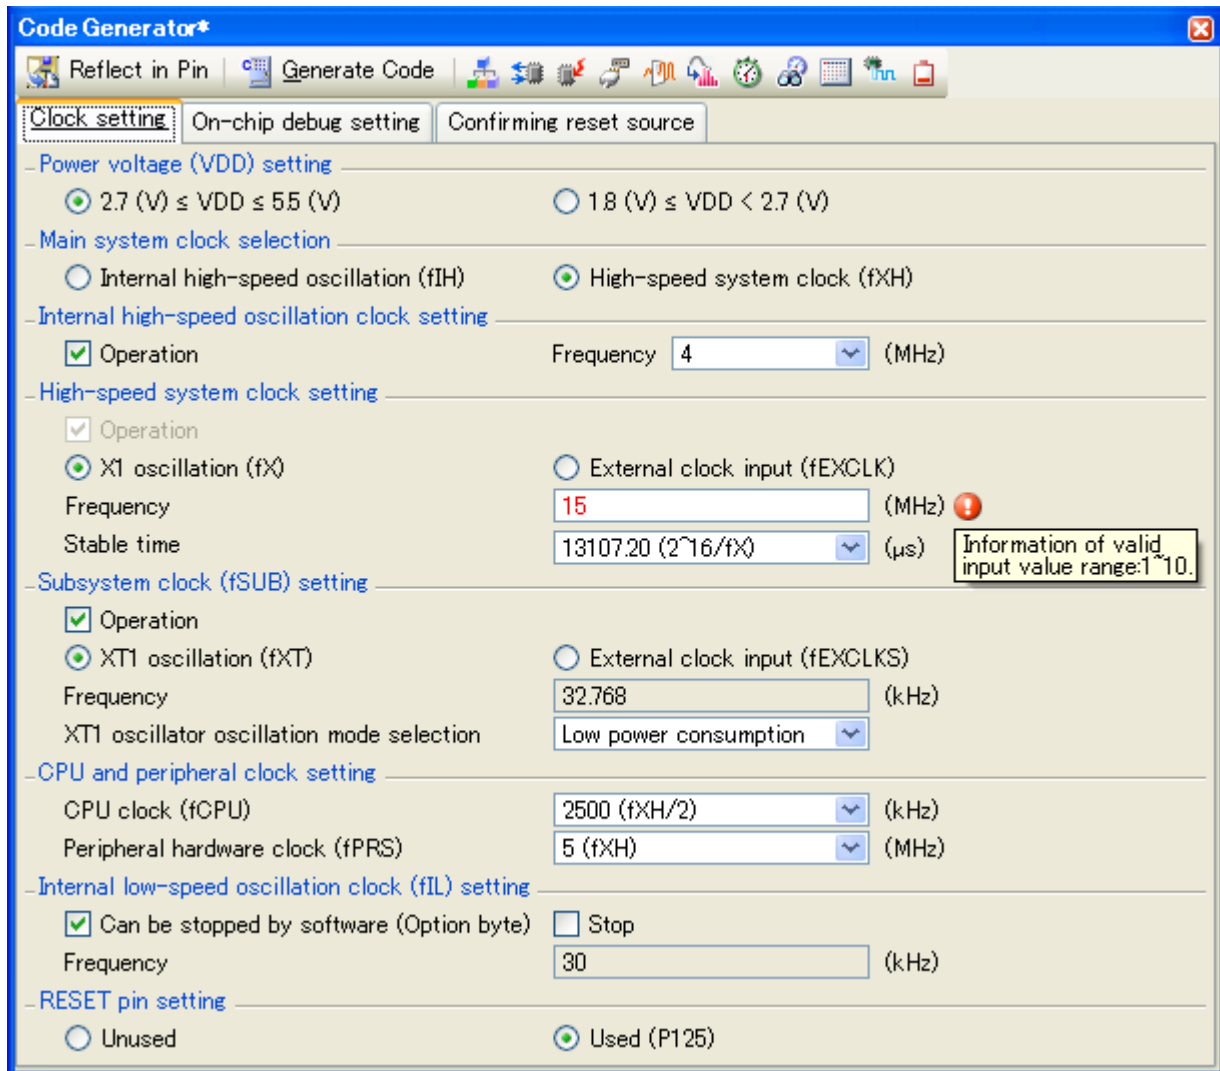 Code Generator*
Reflect in Pin Generate Code
Clock setting On-chip debug setting Confirming reset source
Power voltage (VDD) setting
2.7 (V) ≤ VDD ≤ 5.5 (V) 1.8 (V) ≤ VDD < 2.7 (V)
Main system clock selection
Internal high-speed oscillation (fIH) High-speed system clock (fXH)
Internal high-speed oscillation clock setting
Operation Frequency 4 (MHz)
High-speed system clock setting
Operation
X1 oscillation (fX) External clock input (fEXCLK)
Frequency 15 (MHz)
Stable time 13107.20 (2~16/fX) (μs)
Information of valid
input value range:1~10.
Subsystem clock (fSUB) setting
Operation
XT1 oscillation (fXT) External clock input (fEXCLKS)
Frequency 32.768 (kHz)
XT1 oscillator oscillation mode selection Low power consumption
CPU and peripheral clock setting
CPU clock (fCPU) 2500 (fXH/2) (kHz)
Peripheral hardware clock (fPRS) 5 (fXH) (MHz)
Internal low-speed oscillation clock (fIL) setting
Can be stopped by software (Option byte) Stop
Frequency 30 (kHz)
RESET pin setting
Unused Used (P125)